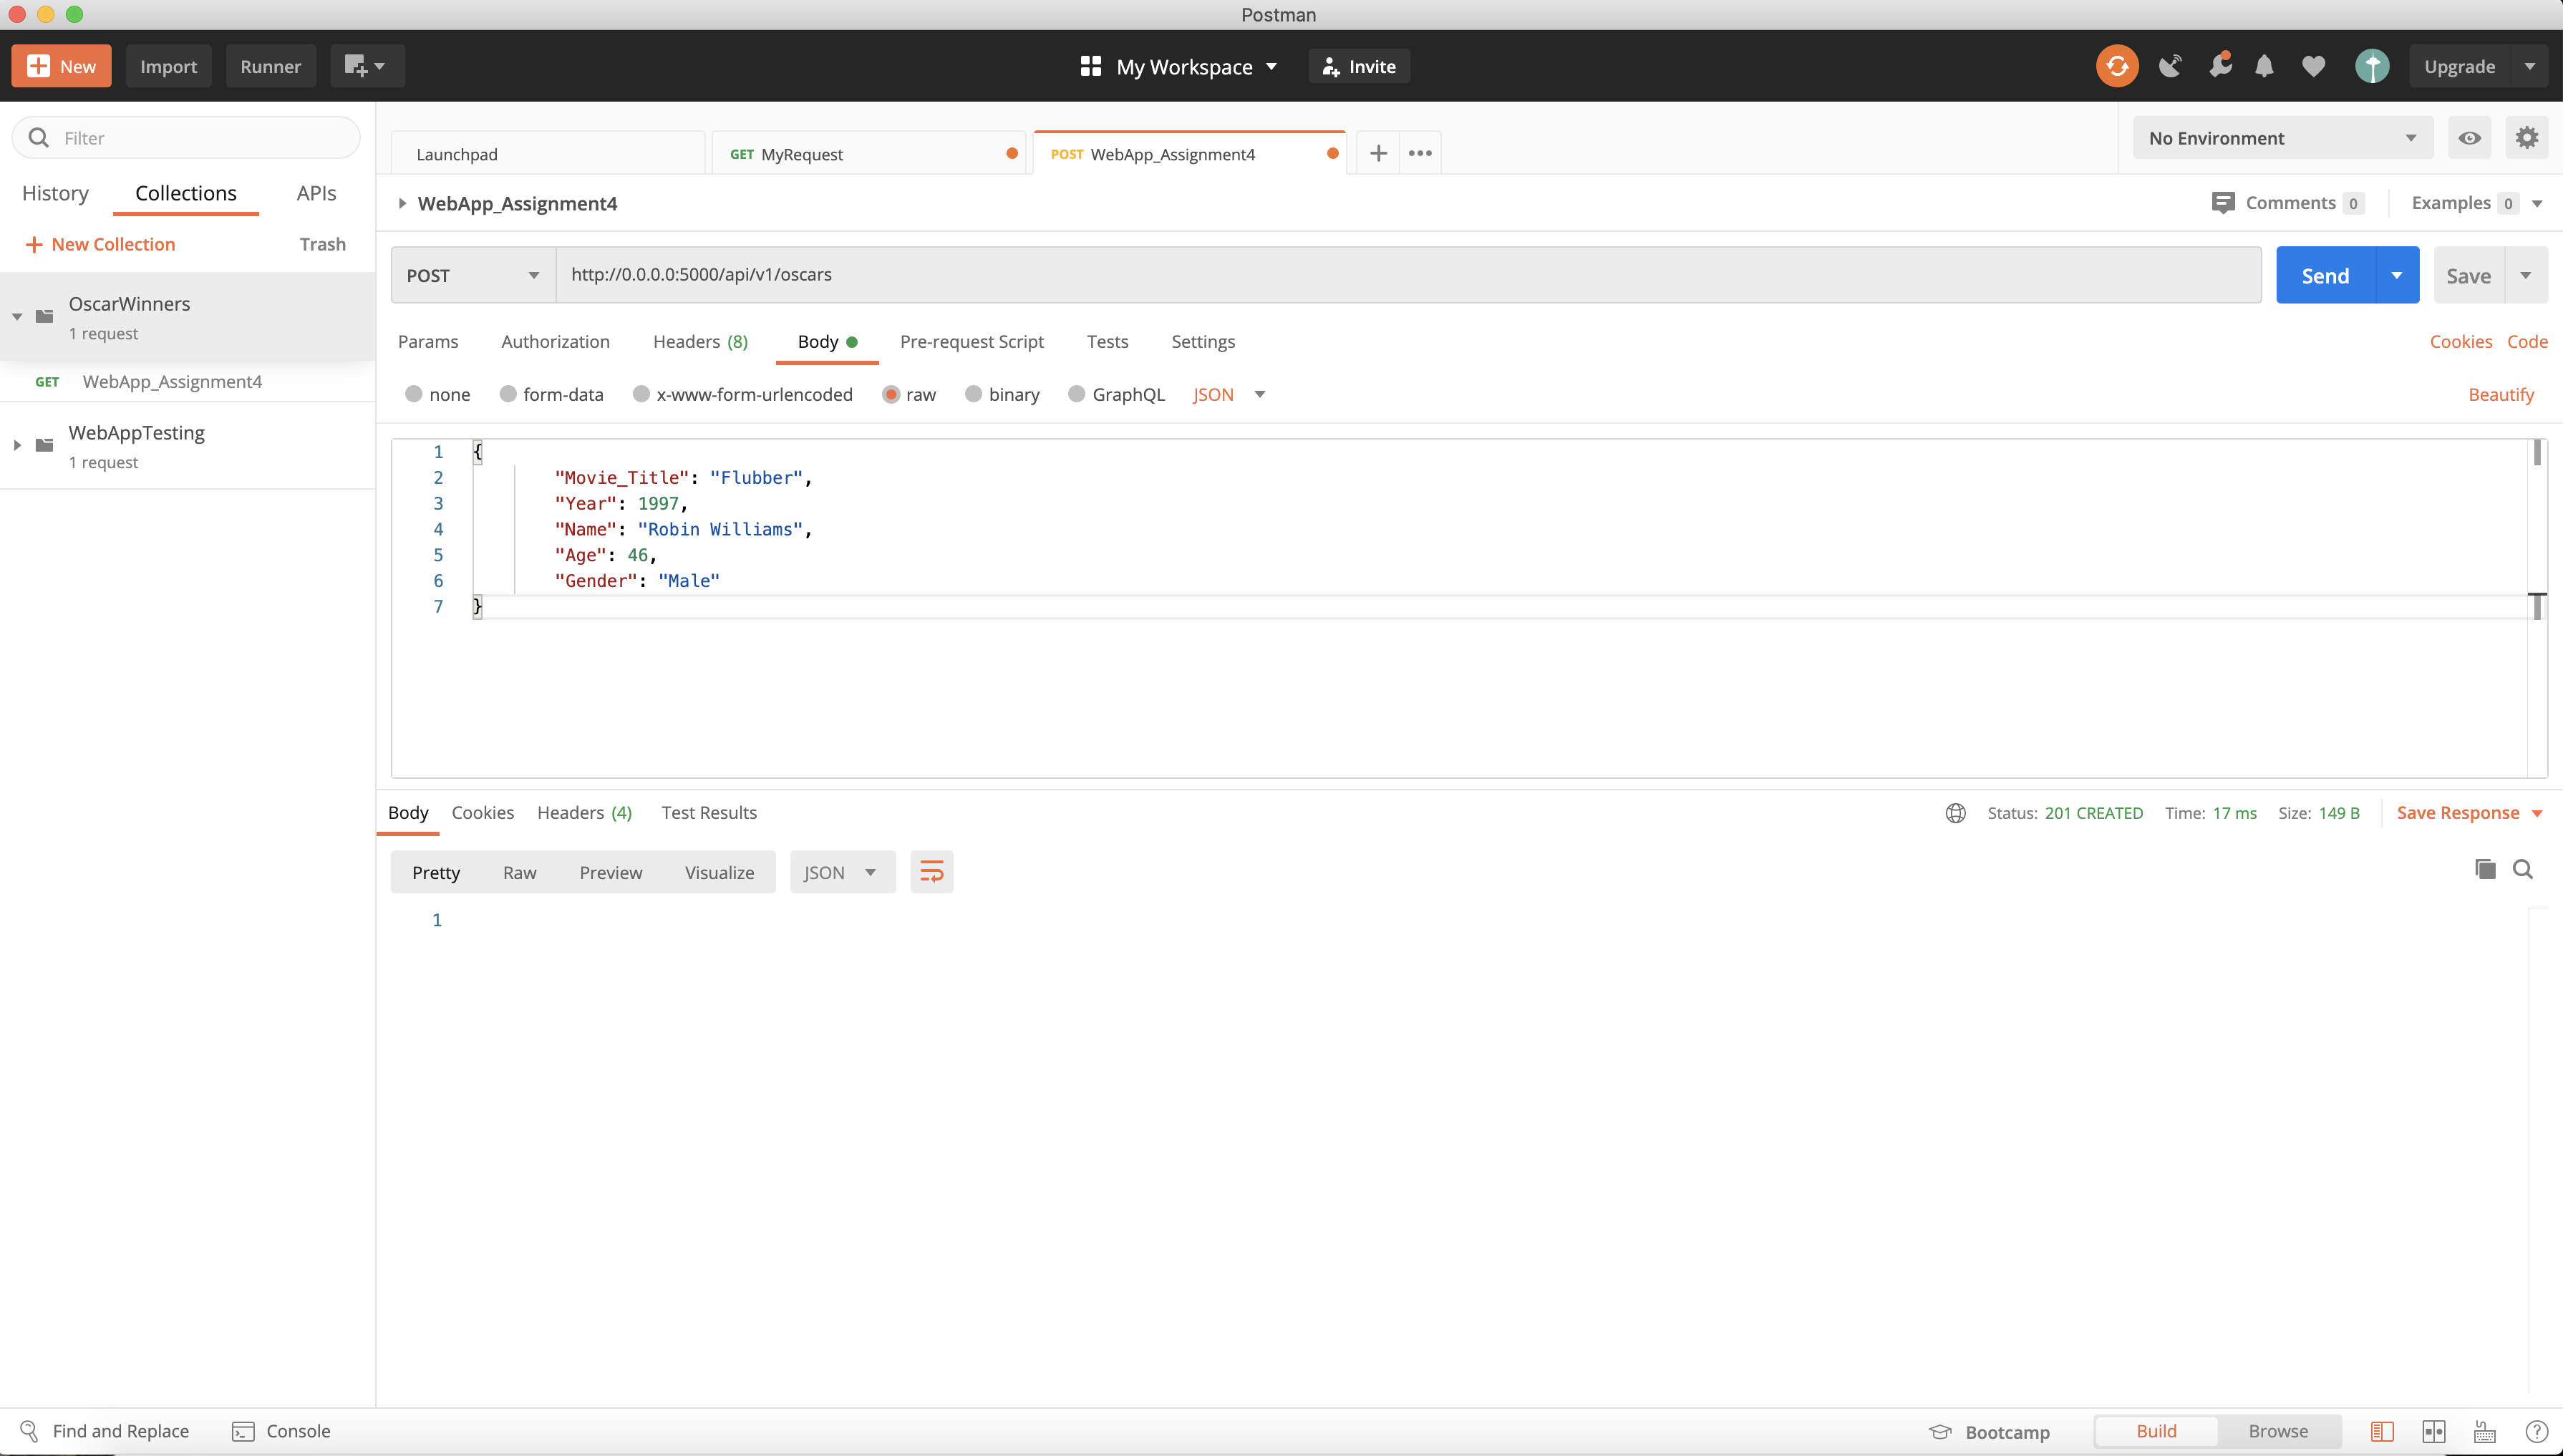 Postman
New Import Runner My Workspace Invite Upgrade
Filter
History Collections APIs
New Collection Trash
OscarWinners
1 request
GET WebApp_Assignment4
WebAppTesting
1 request
Launchpad GET MyRequest POST WebApp_Assignment4 No Environment
WebApp_Assignment4 Comments 0 Examples 0
POST http://0.0.0.0:5000/api/v1/oscars Send Save
Params Authorization Headers (8) Body Pre-request Script Tests Settings Cookies Code
none form-data x-www-form-urlencoded raw binary GraphQL JSON Beautify
1 {
2 "Movie_Title": "Flubber",
3 "Year": 1997,
4 "Name": "Robin Williams",
5 "Age": 46,
6 "Gender": "Male"
7 }
Body Cookies Headers (4) Test Results Status: 201 CREATED Time: 17 ms Size: 149 B Save Response
Pretty Raw Preview Visualize JSON
1
Find and Replace Console Bootcamp Build Browse